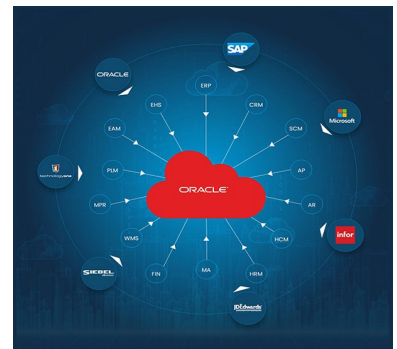 SAP
ORACLE
ERP
EHS
CRM
Microsoft
EAM
SCM
technologyone
PLM
AP
ORACLE
MPR
AR
infor
WMS
HCM
SIEBEL
FIN
MA
HRM
JDEdwards